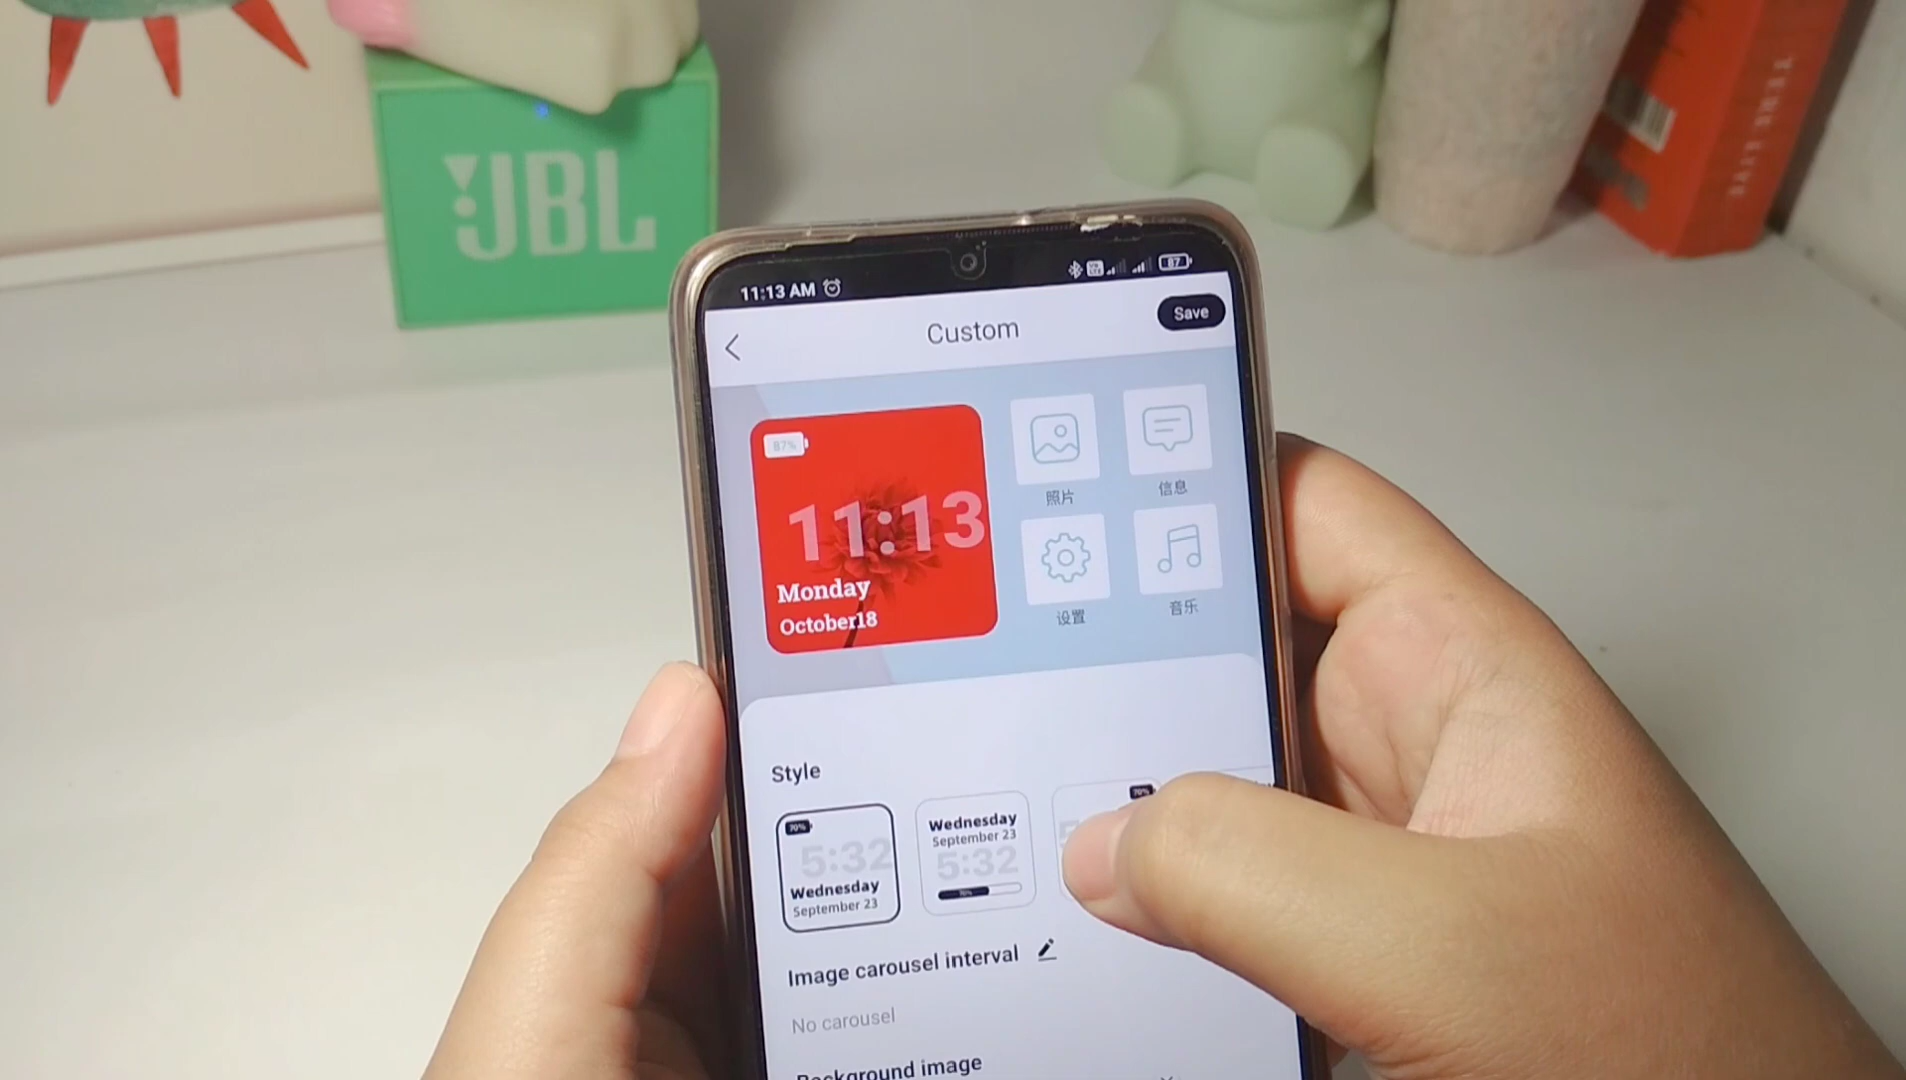 JBL
11:13 AM
87
Custom
Save
87%
11:13
Monday
October18
照片
信息
设置
音乐
Style
70%
5:32
Wednesday
September 23
Wednesday
September 23
5:32
70%
70%
Image carousel interval
No carousel
Background image